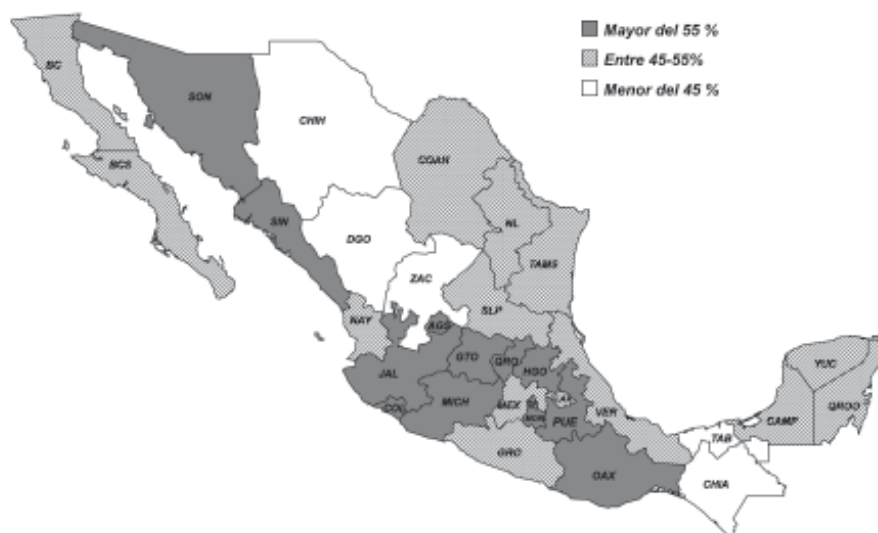 Mayor del 55 %
Entre 45-55%
Menor del 45 %
BC
SON
CHIH
COAH
BCS
SIN
NL
DGO
TAMS
ZAC
SLP
NAY
AGS
GTO
QRO
HGO
YUC
JAL
MICH
MEX
VER
CAMP
QROO
COL
PUE
TAB
GRO
OAX
CHIA